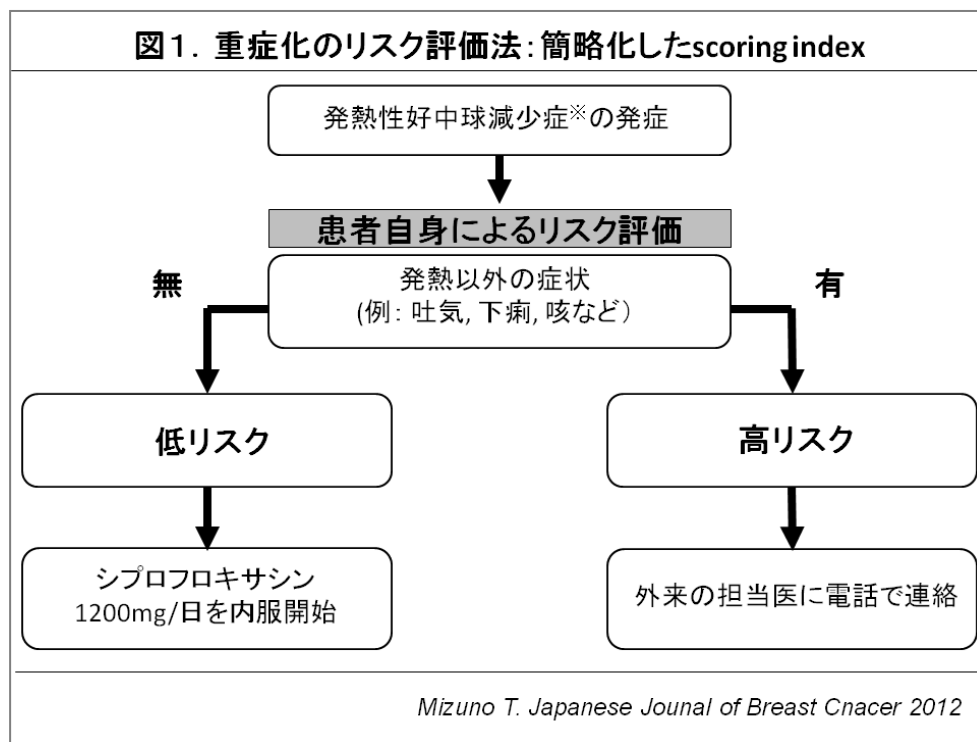 図1. 重症化のリスク評価法:簡略化したscoring index
発熱性好中球減少症※の発症
患者自身によるリスク評価
無
発熱以外の症状
(例: 吐気, 下痢, 咳など)
有
低リスク
高リスク
シプロフロキサシン
1200mg/日を内服開始
外来の担当医に電話で連絡
Mizuno T. Japanese Jounal of Breast Cnacer 2012